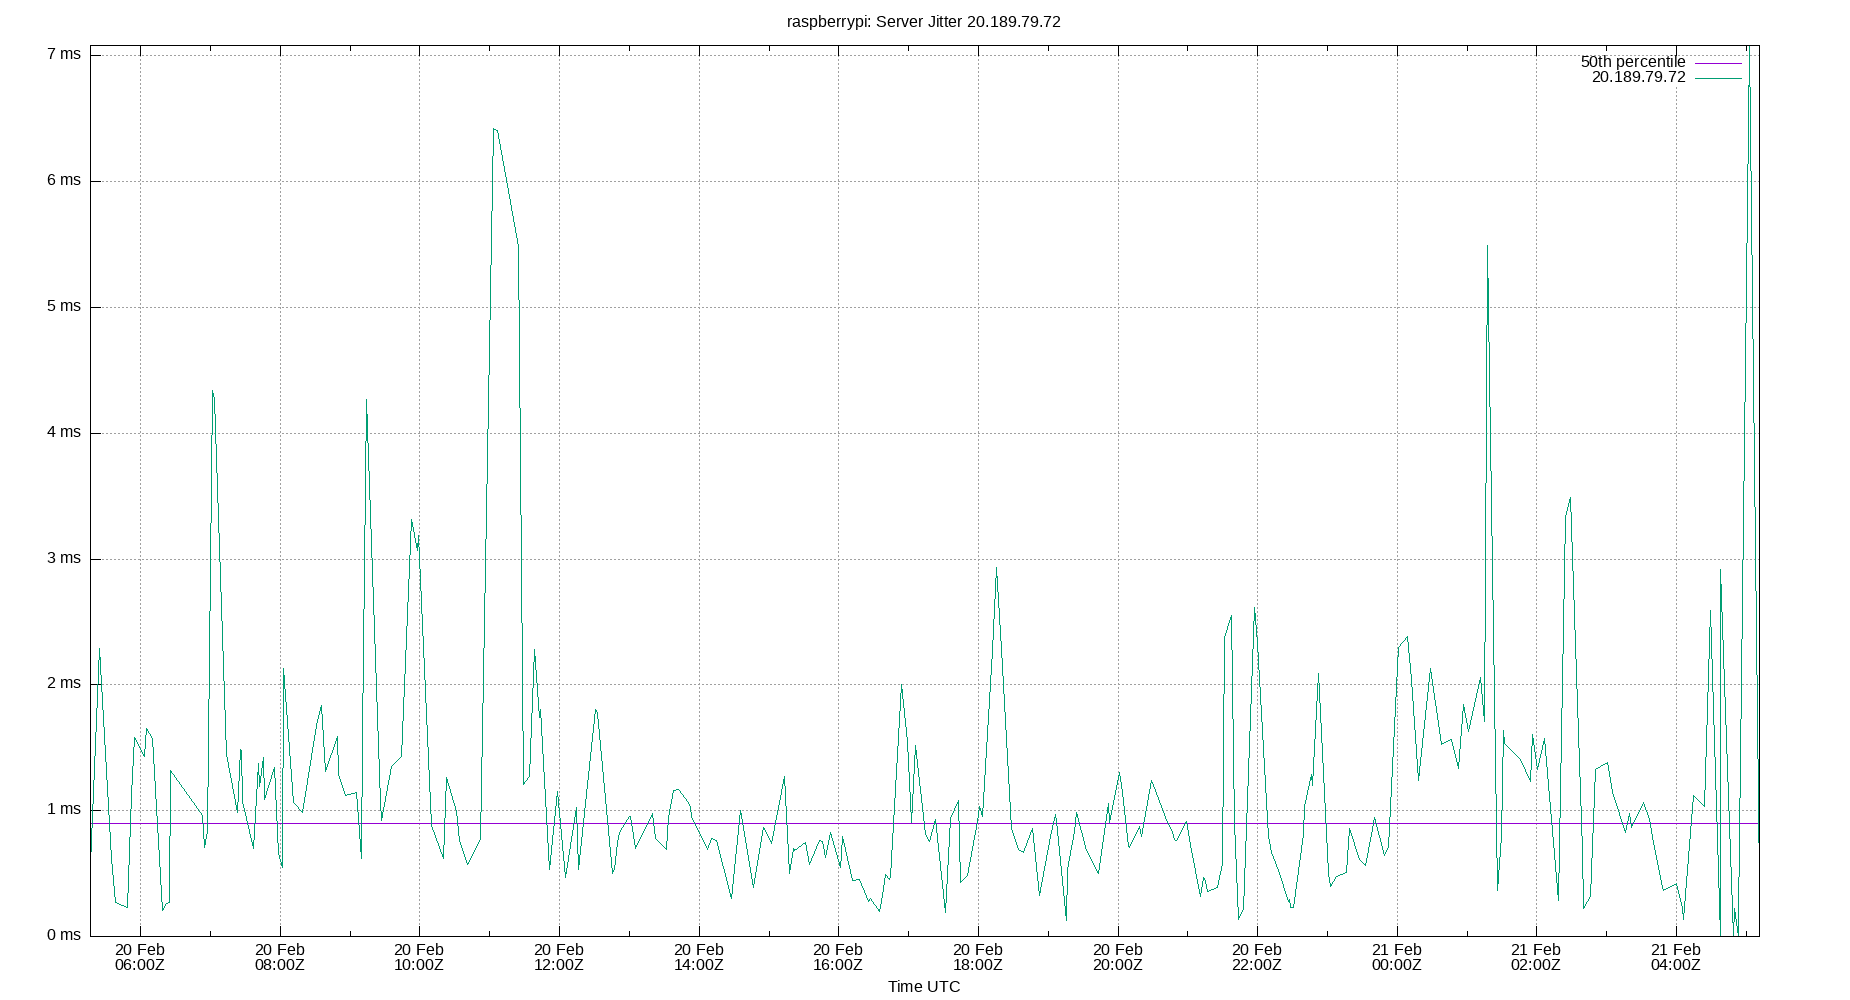 raspberrypi: Server Jitter 20.189.79.72
7 ms
6 ms
5 ms
4 ms
3 ms
2 ms
1 ms
0 ms
50th percentile
20.189.79.72
20 Feb
06:00Z
20 Feb
08:00Z
20 Feb
10:00Z
20 Feb
12:00Z
20 Feb
14:00Z
20 Feb
16:00Z
20 Feb
18:00Z
20 Feb
20:00Z
20 Feb
22:00Z
21 Feb
00:00Z
21 Feb
02:00Z
21 Feb
04:00Z
Time UTC